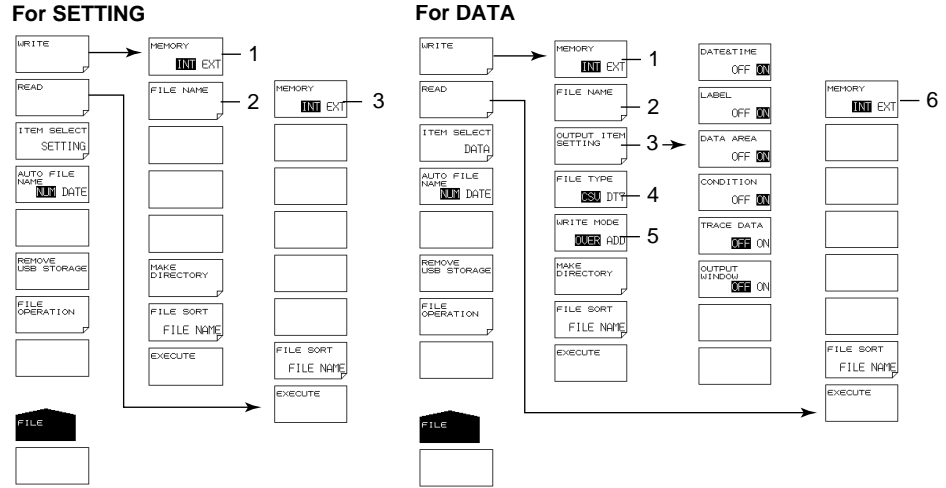 For SETTING
WRITE
READ
ITEM SELECT
SETTING
AUTO FILE
NAME
NUM DATE
REMOVE
USB STORAGE
FILE
OPERATION
FILE
MEMORY
INT EXT
1
FILE NAME
2
MAKE
DIRECTORY
FILE SORT
FILE NAME
EXECUTE
MEMORY
INT EXT
3
FILE SORT
FILE NAME
EXECUTE
For DATA
WRITE
READ
ITEM SELECT
DATA
AUTO FILE
NAME
NUM DATE
REMOVE
USB STORAGE
FILE
OPERATION
FILE
MEMORY
INT EXT
1
FILE NAME
2
OUTPUT ITEM
SETTING
3
FILE TYPE
CSV DT9
4
WRITE MODE
OVER ADD
5
MAKE
DIRECTORY
FILE SORT
FILE NAME
EXECUTE
DATE&TIME
OFF ON
LABEL
OFF ON
DATA AREA
OFF ON
CONDITION
OFF ON
TRACE DATA
OFF ON
OUTPUT
WINDOW
OFF ON
MEMORY
INT EXT
6
FILE SORT
FILE NAME
EXECUTE